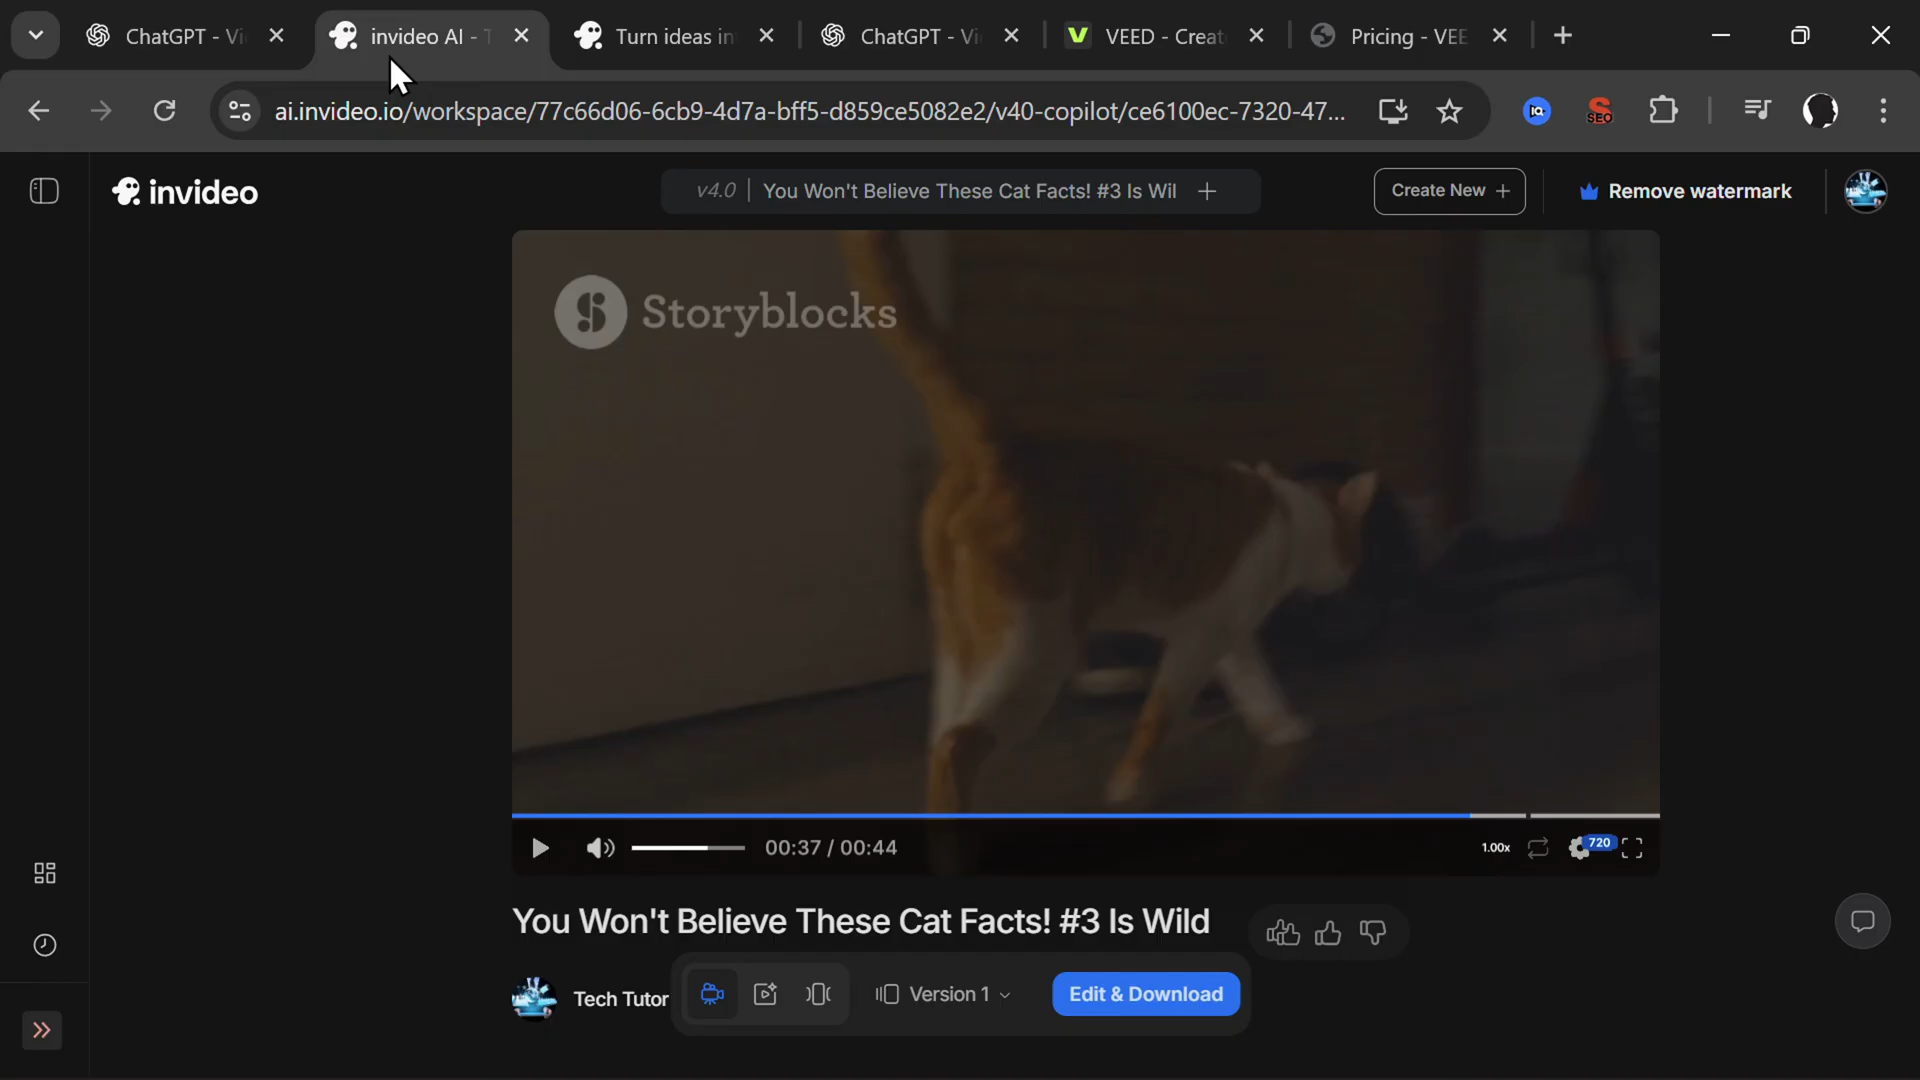 ChatGPT - Vi
invideo AI - T
Turn ideas in
ChatGPT - Vi
VEED - Creat
Pricing - VEE
ai.invideo.io/workspace/77c66d06-6cb9-4d7a-bff5-d859ce5082e2/v40-copilot/ce6100ec-7320-47...
IQ
SEO
invideo
v4.0 | You Won't Believe These Cat Facts! #3 Is Wil
Create New +
Remove watermark
Storyblocks
00:37 / 00:44
1.00x
720
You Won't Believe These Cat Facts! #3 Is Wild
Tech Tutor
Version 1
Edit & Download